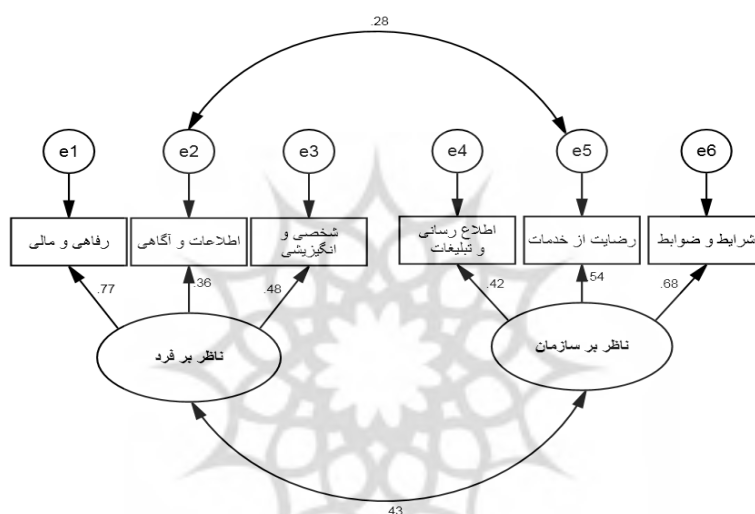 .28
e1
e2
e3
e4
e5
e6
رفاهی و مالی
اطلاعات و آگاهی
شخصی و
انگیزیشی
اطلاع رسانی
و تبلیغات
رضایت از خدمات
شرایط و ضوابط
.77
.36
.48
.42
.54
.68
ناظر بر فرد
ناظر بر سازمان
.43